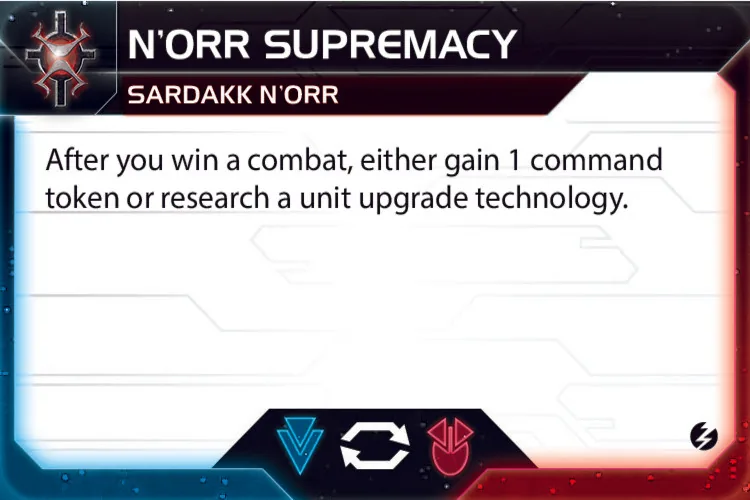 N'ORR SUPREMACY
SARDAKK N'ORR
After you win a combat, either gain 1 command
token or research a unit upgrade technology.